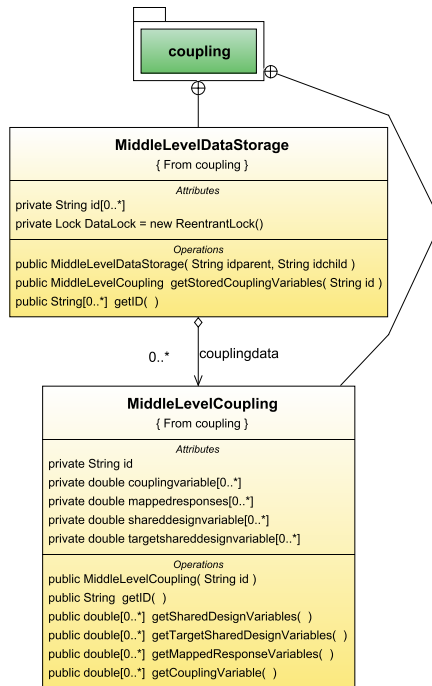 coupling
MiddleLevelDataStorage
{ From coupling }
Attributes
private String id[0..*]
private Lock DataLock = new ReentrantLock()
Operations
public MiddleLevelDataStorage( String idparent, String idchild )
public MiddleLevelCoupling  getStoredCouplingVariables( String id )
public String[0..*]  getID(  )
0..*
couplingdata
MiddleLevelCoupling
{ From coupling }
Attributes
private String id
private double couplingvariable[0..*]
private double mappedresponses[0..*]
private double shareddesignvariable[0..*]
private double targetshareddesignvariable[0..*]
Operations
public MiddleLevelCoupling( String id )
public String  getID(  )
public double[0..*]  getSharedDesignVariables(  )
public double[0..*]  getTargetSharedDesignVariables(  )
public double[0..*]  getMappedResponseVariables(  )
public double[0..*]  getCouplingVariable(  )